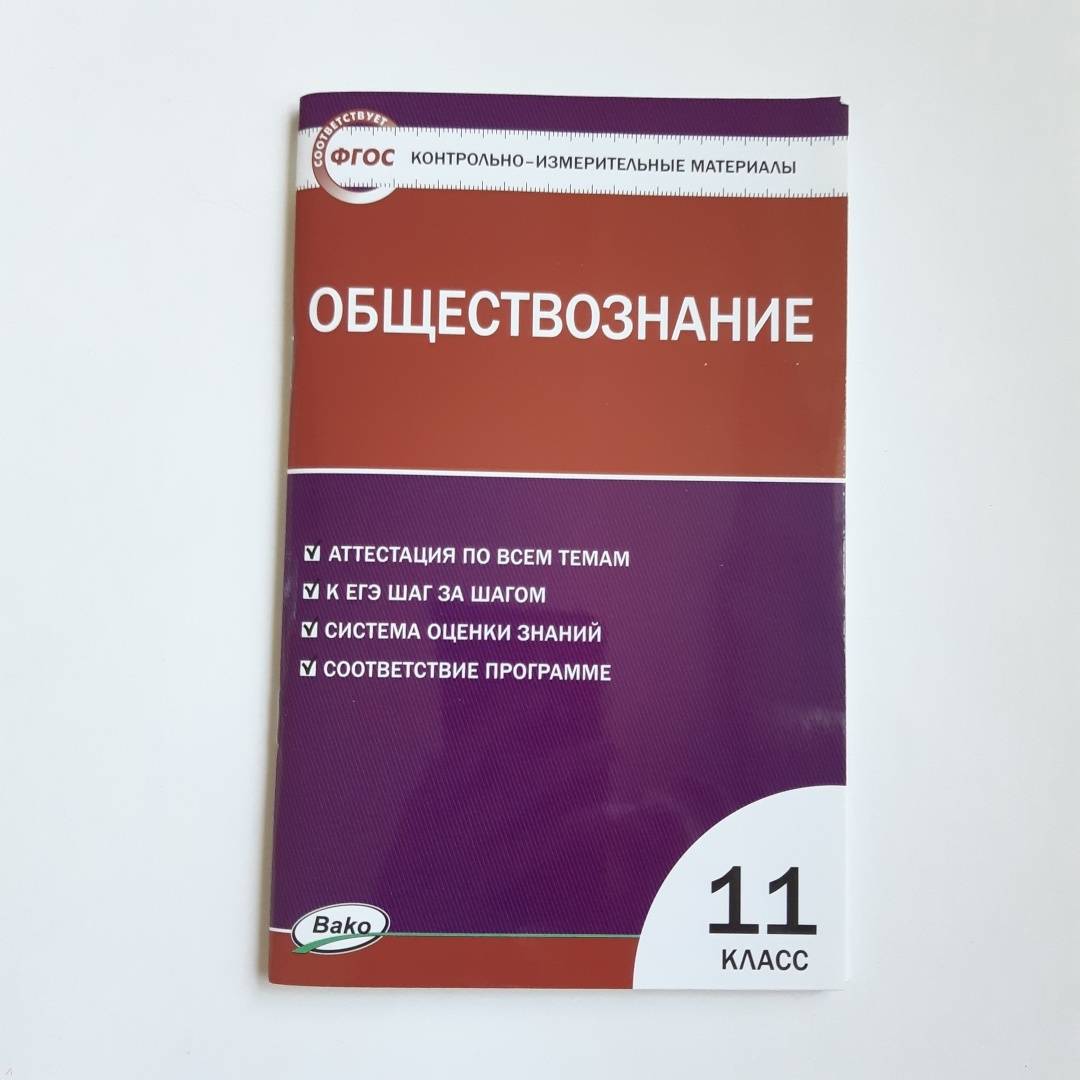 СООТВЕТСТВУЕТ
ФГОС
КОНТРОЛЬНО-ИЗМЕРИТЕЛЬНЫЕ МАТЕРИАЛЫ
ОБЩЕСТВОЗНАНИЕ
АТТЕСТАЦИЯ ПО ВСЕМ ТЕМАМ
К ЕГЭ ШАГ ЗА ШАГОМ
СИСТЕМА ОЦЕНКИ ЗНАНИЙ
СООТВЕТСТВИЕ ПРОГРАММЕ
Вако
11
КЛАСС